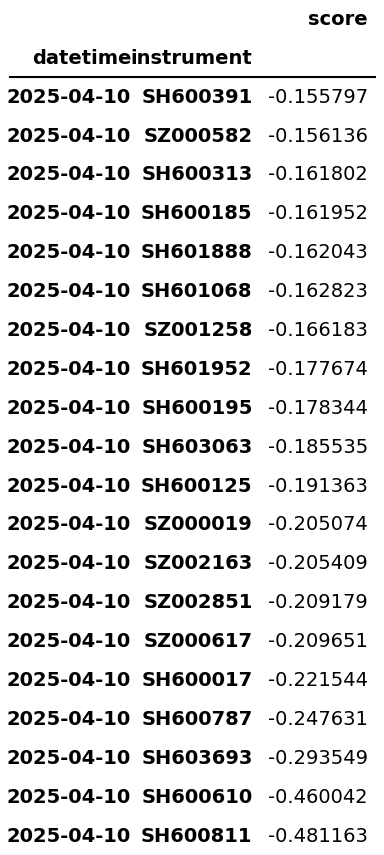 score
datetime instrument
2025-04-10 SH600391 -0.155797
2025-04-10 SZ000582 -0.156136
2025-04-10 SH600313 -0.161802
2025-04-10 SH600185 -0.161952
2025-04-10 SH601888 -0.162043
2025-04-10 SH601068 -0.162823
2025-04-10 SZ001258 -0.166183
2025-04-10 SH601952 -0.177674
2025-04-10 SH600195 -0.178344
2025-04-10 SH603063 -0.185535
2025-04-10 SH600125 -0.191363
2025-04-10 SZ000019 -0.205074
2025-04-10 SZ002163 -0.205409
2025-04-10 SZ002851 -0.209179
2025-04-10 SZ000617 -0.209651
2025-04-10 SH600017 -0.221544
2025-04-10 SH600787 -0.247631
2025-04-10 SH603693 -0.293549
2025-04-10 SH600610 -0.460042
2025-04-10 SH600811 -0.481163